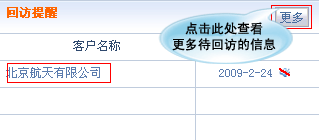 回访提醒
更多
点击此处查看
更多待回访的信息
客户名称
北京航天有限公司
2009-2-24